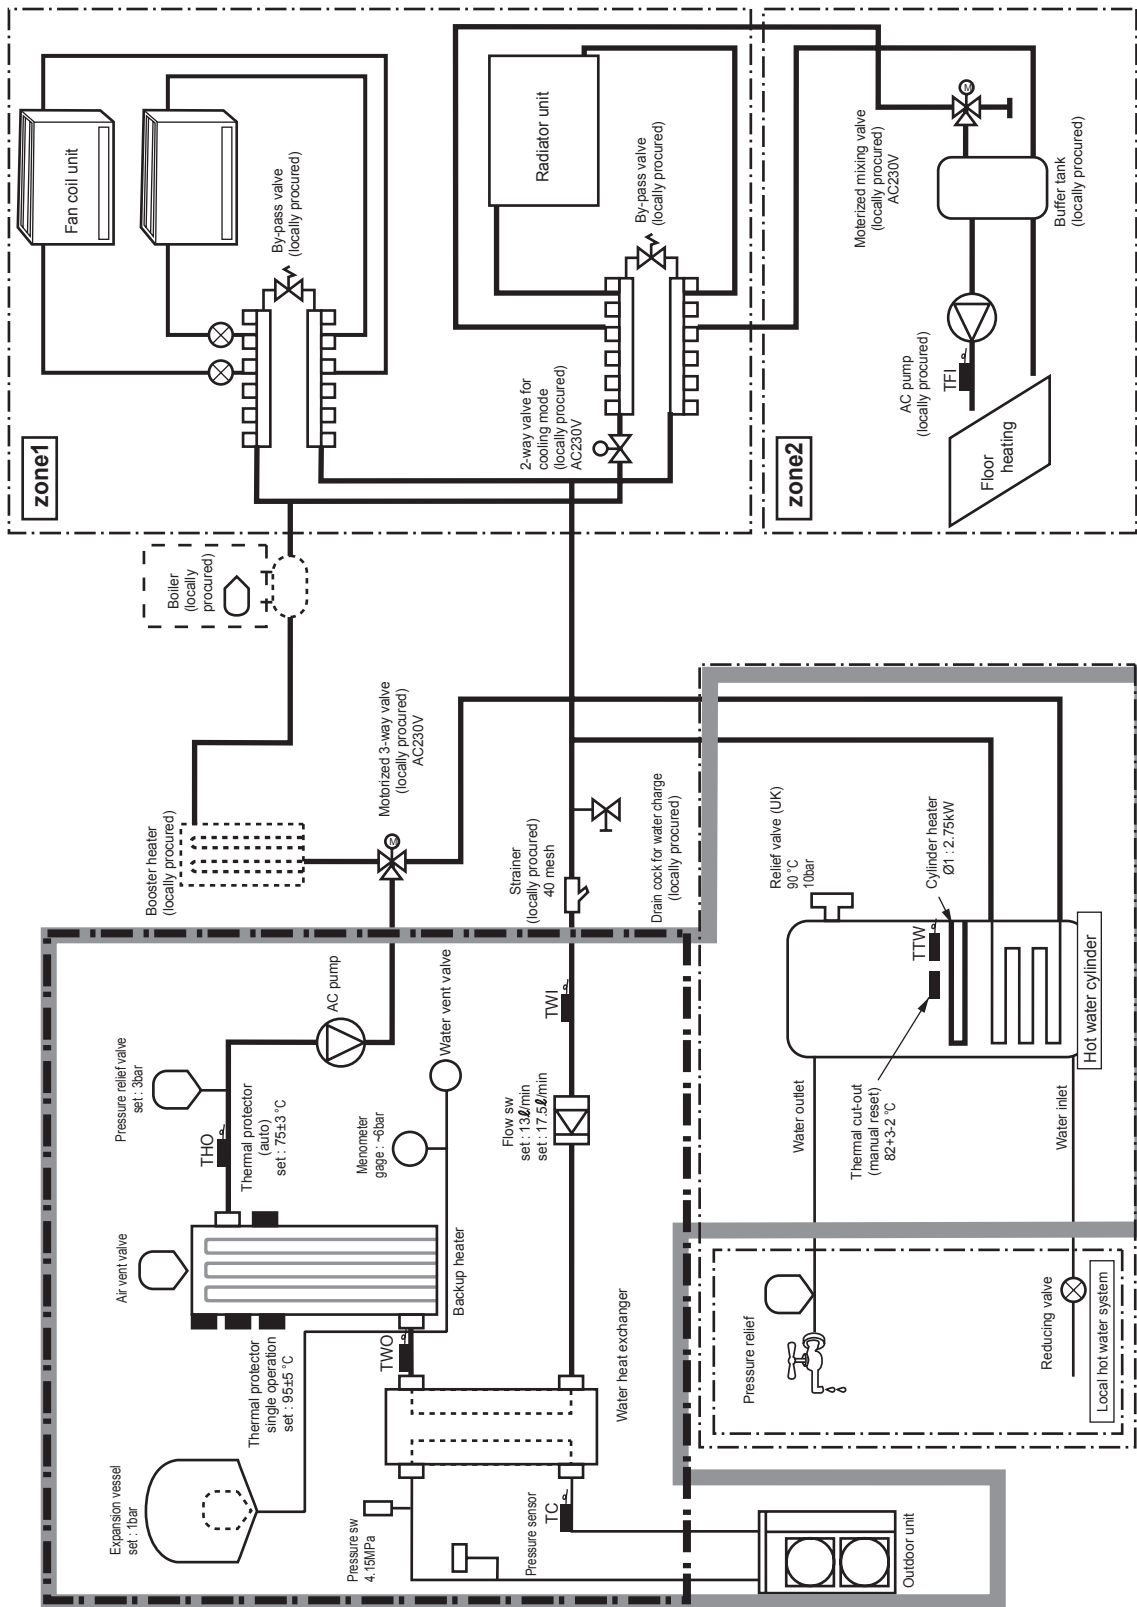 Expansion vessel
set : 1bar
Air vent valve
Pressure relief valve
set : 3bar
Thermal protector
single operation
set : 95±5 °C
THO
Thermal protector
(auto)
set : 75±3 °C
AC pump
Backup heater
TWO
Menometer
gage : ~6bar
Water vent valve
Pressure sw
4.15MPa
Pressure sensor
TC
Water heat exchanger
Flow sw
set : 13ℓ/min
set : 17.5ℓ/min
TWI
Outdoor unit
Booster heater
(locally procured)
Motorized 3-way valve
(locally procured)
AC230V
M
Strainer
(locally procured)
40 mesh
Drain cock for water charge
(locally procured)
Boiler
(locally
procured)
zone1
Fan coil unit
By-pass valve
(locally procured)
Radiator unit
By-pass valve
(locally procured)
2-way valve for
cooling mode
(locally procured)
AC230V
zone2
Moterized mixing valve
(locally procured)
AC230V
M
Buffer tank
(locally procured)
AC pump
(locally procured)
TFI
Floor
heating
Relief valve (UK)
90 °C
10bar
Cylinder heater
Ø1 : 2.75kW
TTW
Thermal cut-out
(manual reset)
82+3-2 °C
Water outlet
Water inlet
Hot water cylinder
Pressure relief
Reducing valve
Local hot water system